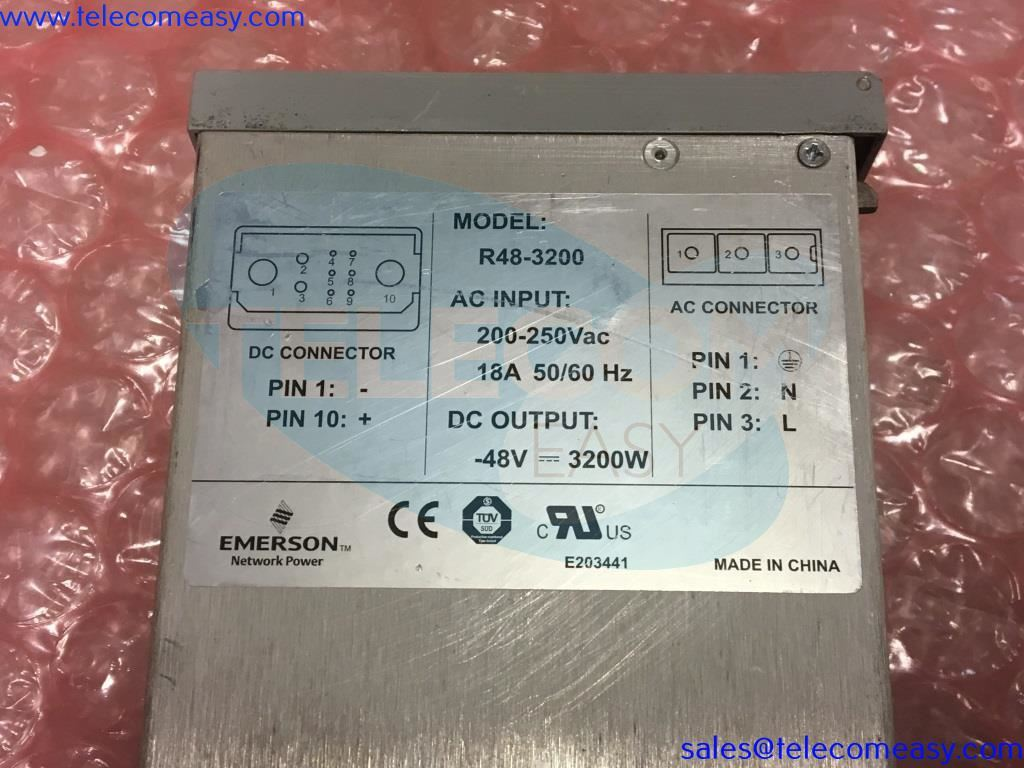 www.telecomeasy.com
1 2 3 4 5 6 7 8 9 10
DC CONNECTOR
PIN 1: -
PIN 10: +
MODEL:
R48-3200
AC INPUT:
200-250Vac
18A 50/60 Hz
DC OUTPUT:
-48V ⎓ 3200W
1 2 3
AC CONNECTOR
PIN 1: ⏚
PIN 2: N
PIN 3: L
TELECOM
EASY
EMERSON™
Network Power
CE
TÜV
SÜD
C RU® US
E203441
MADE IN CHINA
sales@telecomeasy.com